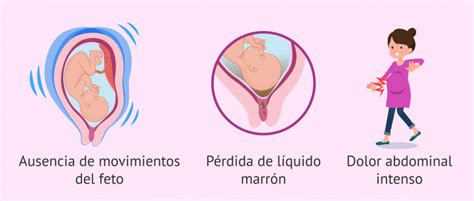 Ausencia de movimientos
del feto
Pérdida de líquido
marrón
Dolor abdominal
intenso